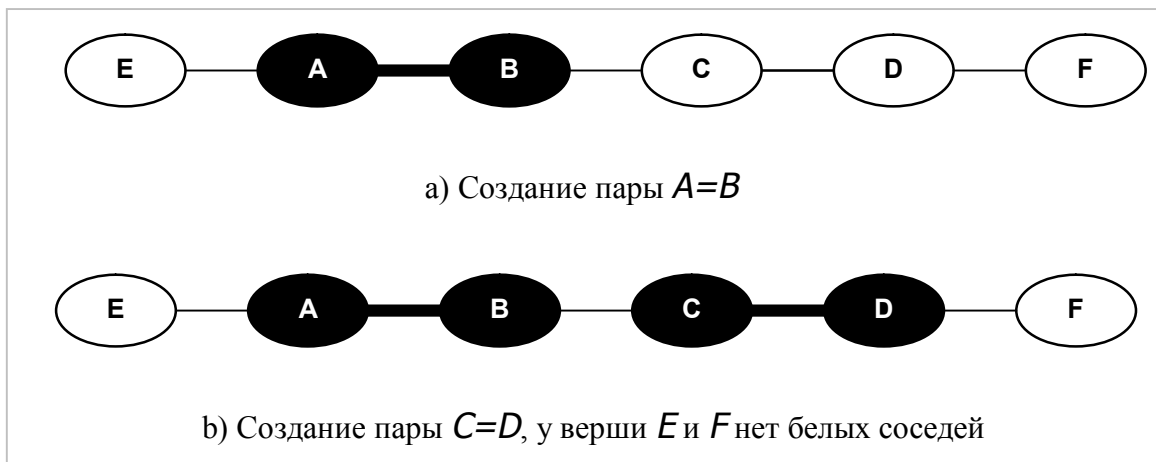 E A B C D F
a) Создание пары A=B
E A B C D F
b) Создание пары C=D, у верши E и F нет белых соседей